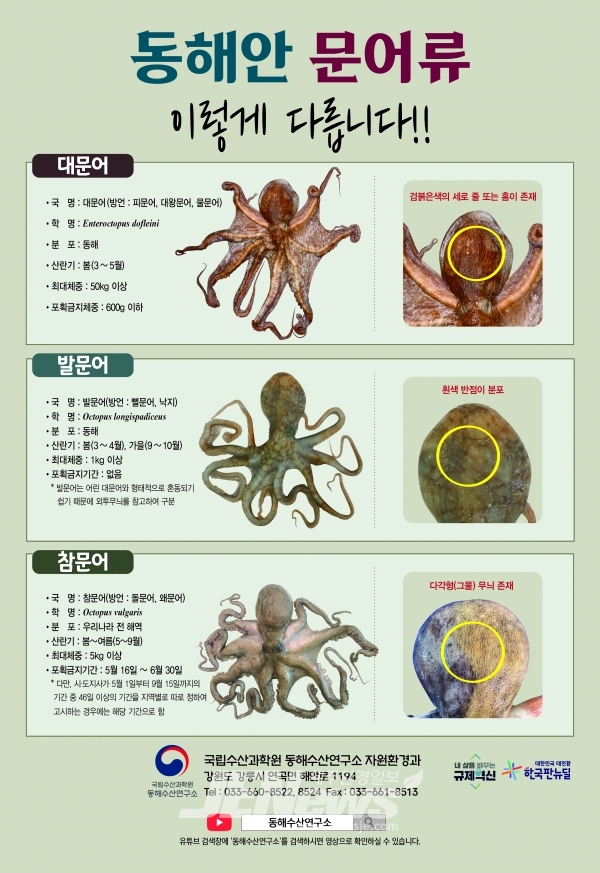 동해안 문어류
이렇게 다릅니다!!
대문어
• 국 명 : 대문어(방언 : 피문어, 대왕문어, 물문어)
• 학 명 : Enteroctopus dofleini
• 분 포 : 동해
• 산란기 : 봄(3～5월)
• 최대체중 : 50kg 이상
• 포획금지체중 : 600g 이하
검붉은색의 세로 줄 또는 홈이 존재
발문어
• 국 명 : 발문어(방언 : 뻘문어, 낙지)
• 학 명 : Octopus longispadiceus
• 분 포 : 동해
• 산란기 : 봄(3～4월), 가을(9～10월)
• 최대체중 : 1kg 이상
• 포획금지기간 : 없음
* 발문어는 어린 대문어와 형태적으로 혼동되기
쉽기 때문에 외투무늬를 참고하여 구분
흰색 반점이 분포
참문어
• 국 명 : 참문어(방언 : 돌문어, 왜문어)
• 학 명 : Octopus vulgaris
• 분 포 : 우리나라 전 해역
• 산란기 : 봄～여름(5～9월)
• 최대체중 : 5kg 이상
• 포획금지기간 : 5월 16일 ～ 6월 30일
* 다만, 시·도지사가 5월 1일부터 9월 15일까지의
기간 중 46일 이상의 기간을 지역별로 따로 정하여
고시하는 경우에는 해당 기간으로 함
다각형(그물) 무늬 존재
국립수산과학원
동해수산연구소
국립수산과학원 동해수산연구소 자원환경과
강원도 강릉시 연곡면 해안로 1194
Tel : 033-660-8522, 8524 Fax : 033-661-8513
내 삶을 바꾸는
규제혁신
대한민국 대전환
한국판뉴딜
동해수산연구소
유튜브 검색창에 '동해수산연구소'를 검색하시면 영상으로 확인하실 수 있습니다.